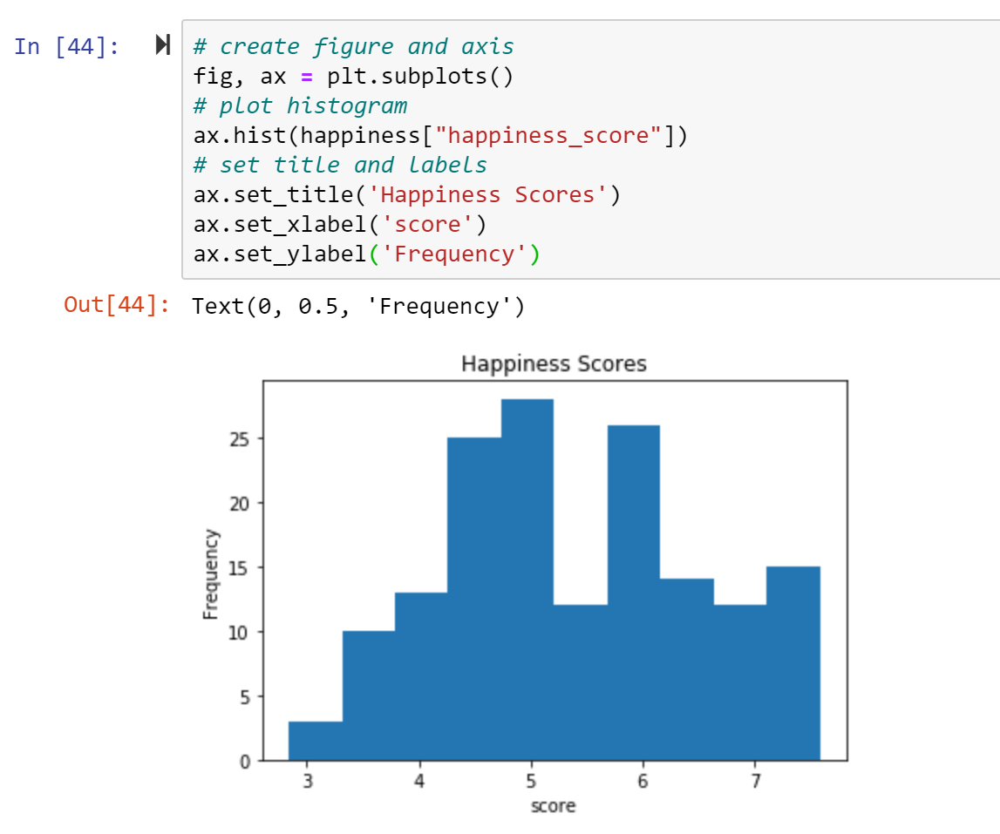 In [44]:
# create figure and axis
fig, ax = plt.subplots()
# plot histogram
ax.hist(happiness["happiness_score"])
# set title and labels
ax.set_title('Happiness Scores')
ax.set_xlabel('score')
ax.set_ylabel('Frequency')
Out[44]: Text(0, 0.5, 'Frequency')
Happiness Scores
Frequency
25
20
15
10
5
0
3 4 5 6 7
score